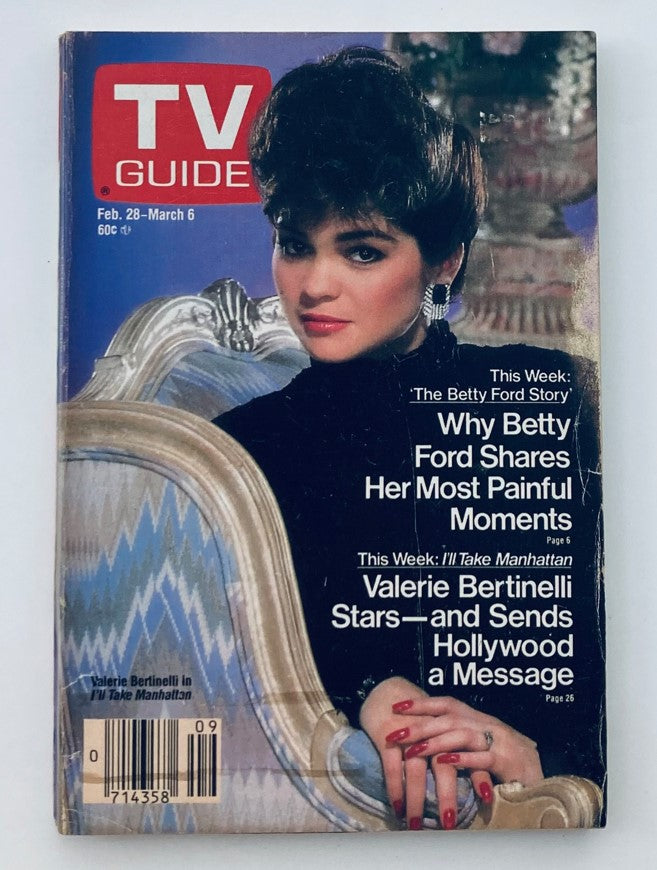 TV
GUIDE
®
Feb. 28–March 6
60¢
This Week:
'The Betty Ford Story'
Why Betty
Ford Shares
Her Most Painful
Moments
Page 6
This Week: I'll Take Manhattan
Valerie Bertinelli
Stars—and Sends
Hollywood
a Message
Page 26
Valerie Bertinelli in
I'll Take Manhattan
09
0
714358